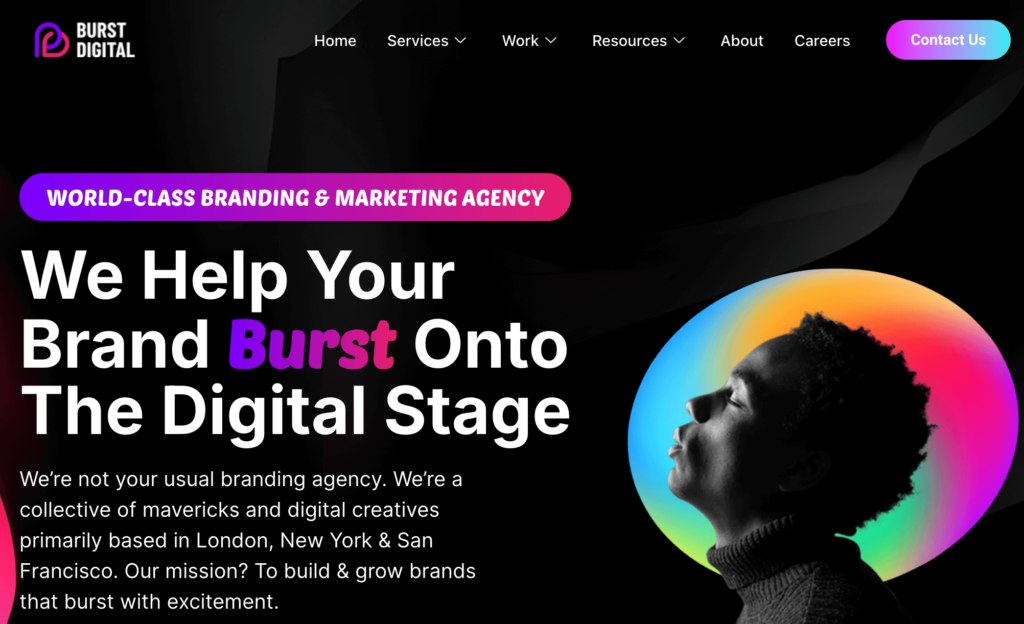 BURST
DIGITAL
Home Services Work Resources About Careers Contact Us
WORLD-CLASS BRANDING & MARKETING AGENCY
We Help Your
Brand Burst Onto
The Digital Stage
We’re not your usual branding agency. We’re a
collective of mavericks and digital creatives
primarily based in London, New York & San
Francisco. Our mission? To build & grow brands
that burst with excitement.